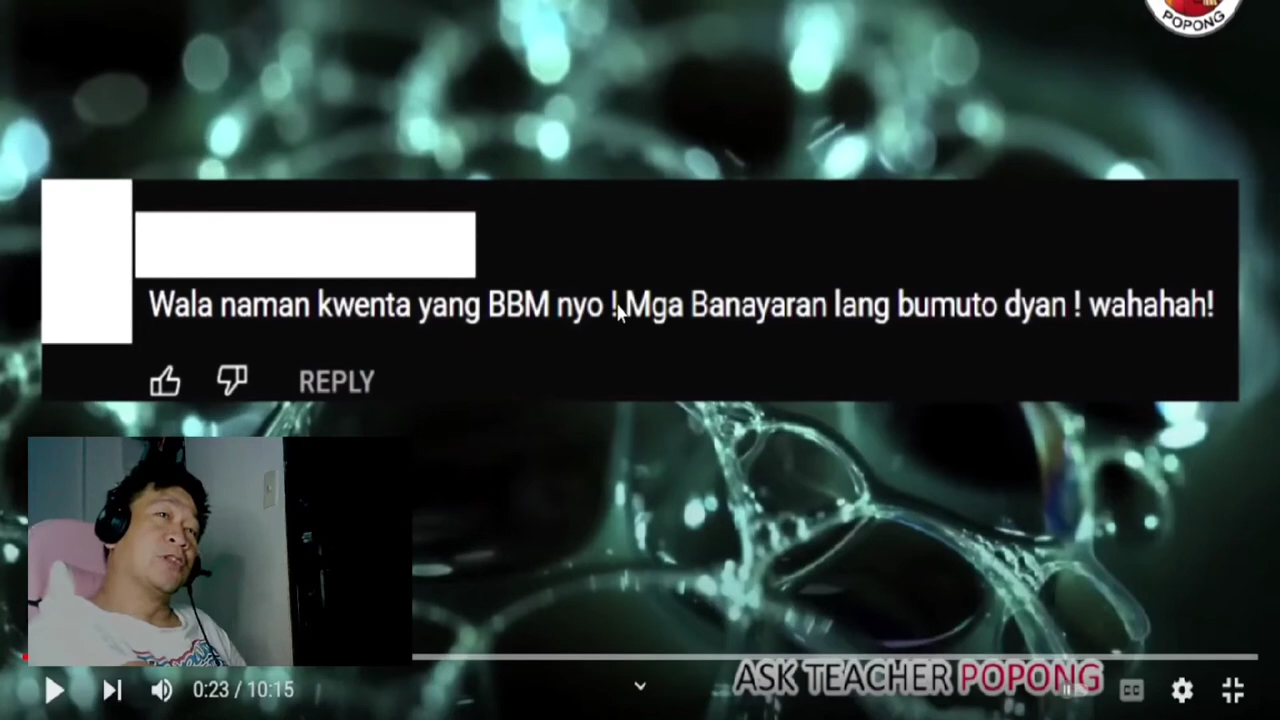 POPONG
Wala naman kwenta yang BBM nyo ! Mga Banayaran lang bumuto dyan ! wahahah!
REPLY
0:23 / 10:15
ASK TEACHER POPONG
CC